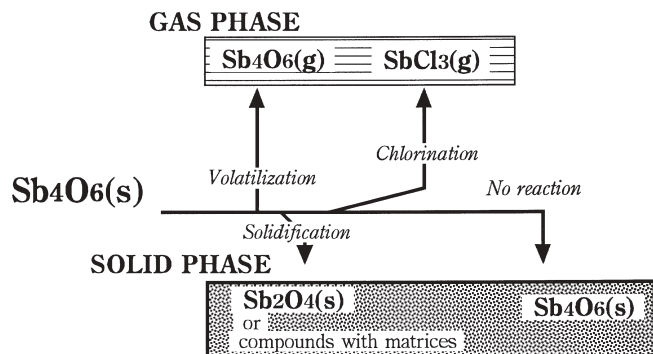 GAS PHASE
Sb4O6(g) SbCl3(g)
Chlorination
Volatilization
Sb4O6(s)
No reaction
Solidification
SOLID PHASE
Sb2O4(s)
Sb4O6(s)
or
compounds with matrices